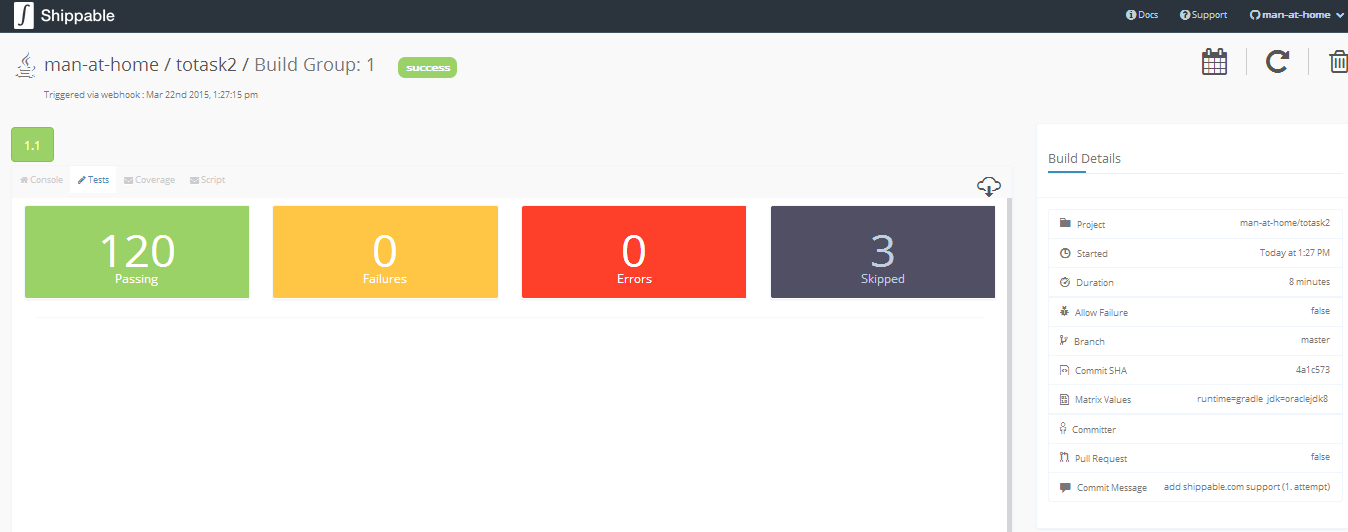 Shippable
Docs
Support
man-at-home
man-at-home / totask2 / Build Group: 1
success
Triggered via webhook : Mar 22nd 2015, 1:27:15 pm
1.1
Console
Tests
Coverage
Script
120
Passing
0
Failures
0
Errors
3
Skipped
Build Details
Project man-at-home/totask2
Started Today at 1:27 PM
Duration 8 minutes
Allow Failure false
Branch master
Commit SHA 4a1c573
Matrix Values runtime=gradle jdk=oraclejdk8
Committer
Pull Request false
Commit Message add shippable.com support (1. attempt)